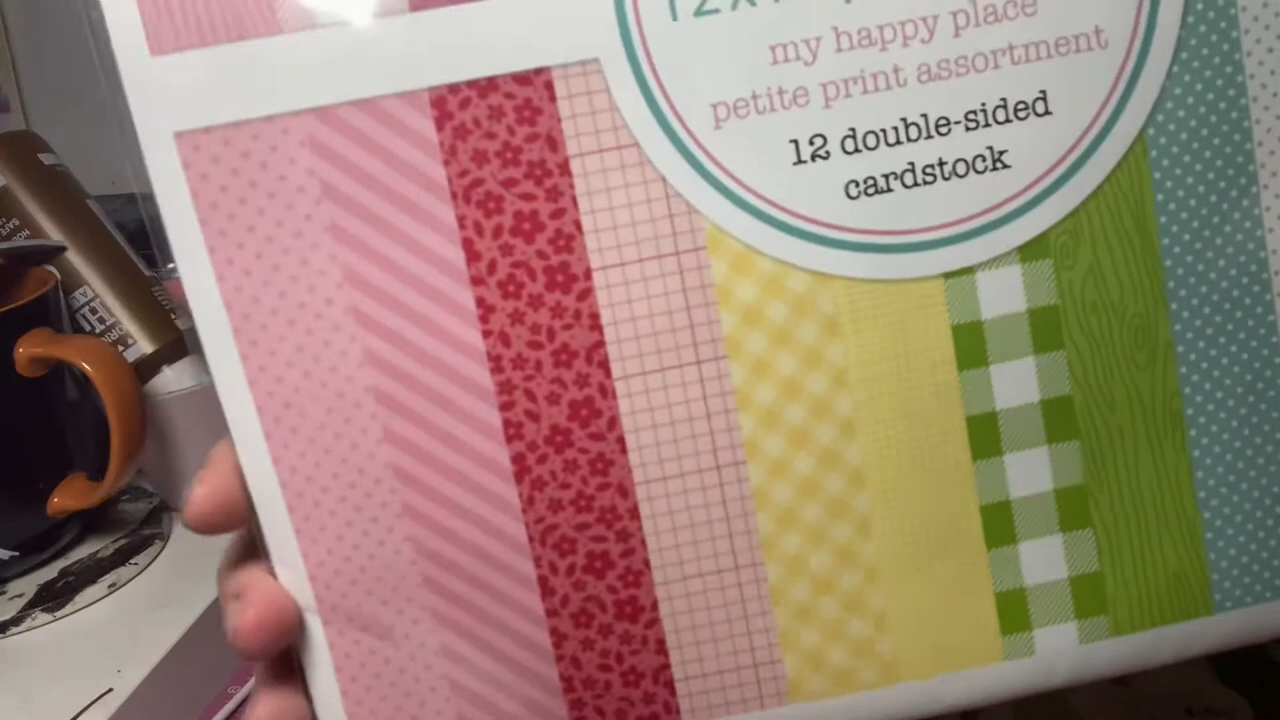 my happy place
petite print assortment
12 double-sided
cardstock